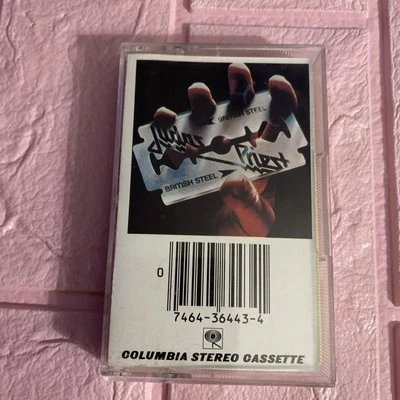 BRITISH STEEL
Judas
Priest
BRITISH STEEL
0
7464-36443-4
COLUMBIA STEREO CASSETTE